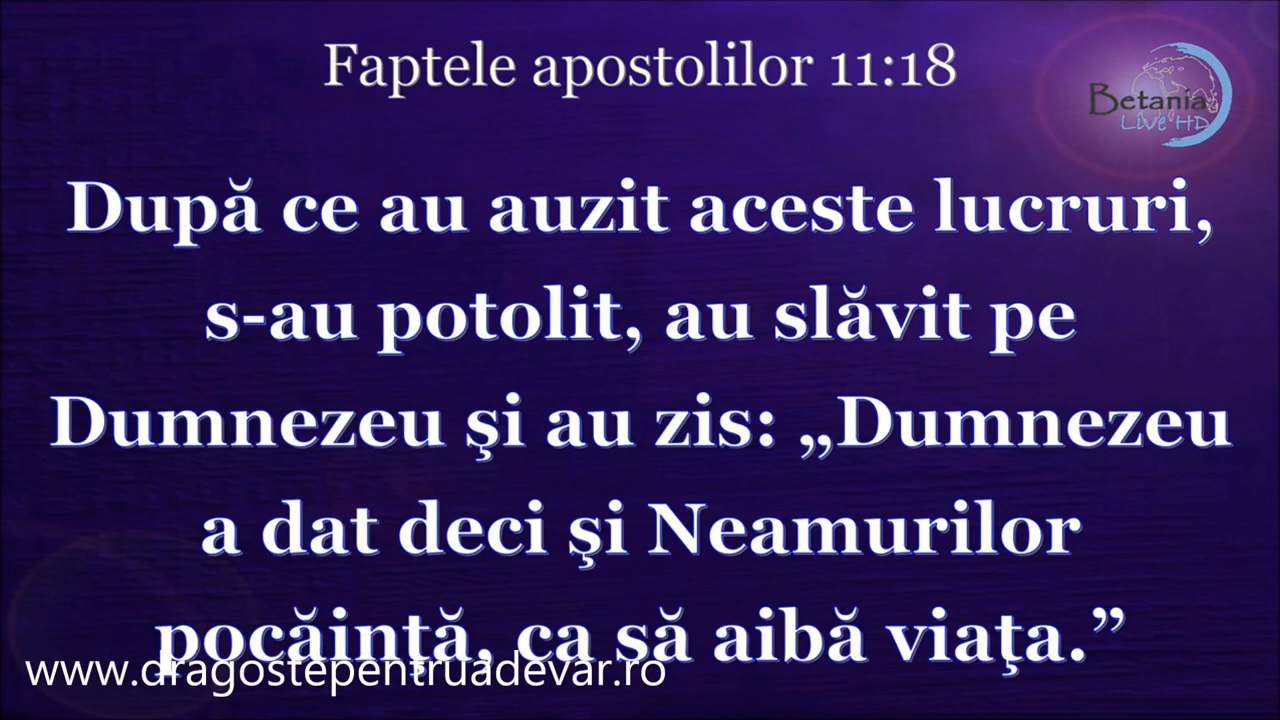 Faptele apostolilor 11:18
Betania
Live HD
După ce au auzit aceste lucruri,
s-au potolit, au slăvit pe
Dumnezeu şi au zis: „Dumnezeu
a dat deci şi Neamurilor
pocăinţă, ca să aibă viaţa.”
www.dragostepentruadevar.ro